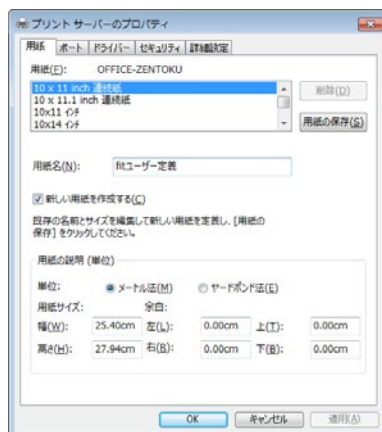 プリント サーバーのプロパティ
用紙 ポート ドライバー セキュリティ 詳細設定
用紙(F): OFFICE-ZENTOKU
10 x 11 inch 連続紙
10 x 11.1 inch 連続紙
10x11 インチ
10x14 インチ
削除(D)
用紙の保存(S)
用紙名(N): fitユーザー定義
新しい用紙を作成する(C)
既存の名前とサイズを編集して新しい用紙を定義し、[用紙の
保存] をクリックしてください。
用紙の説明 (単位)
単位: メートル法(M) ヤードポンド法(E)
用紙サイズ: 余白:
幅(W): 25.40cm 左(L): 0.00cm 上(T): 0.00cm
高さ(H): 27.94cm 右(R): 0.00cm 下(B): 0.00cm
OK キャンセル 適用(A)